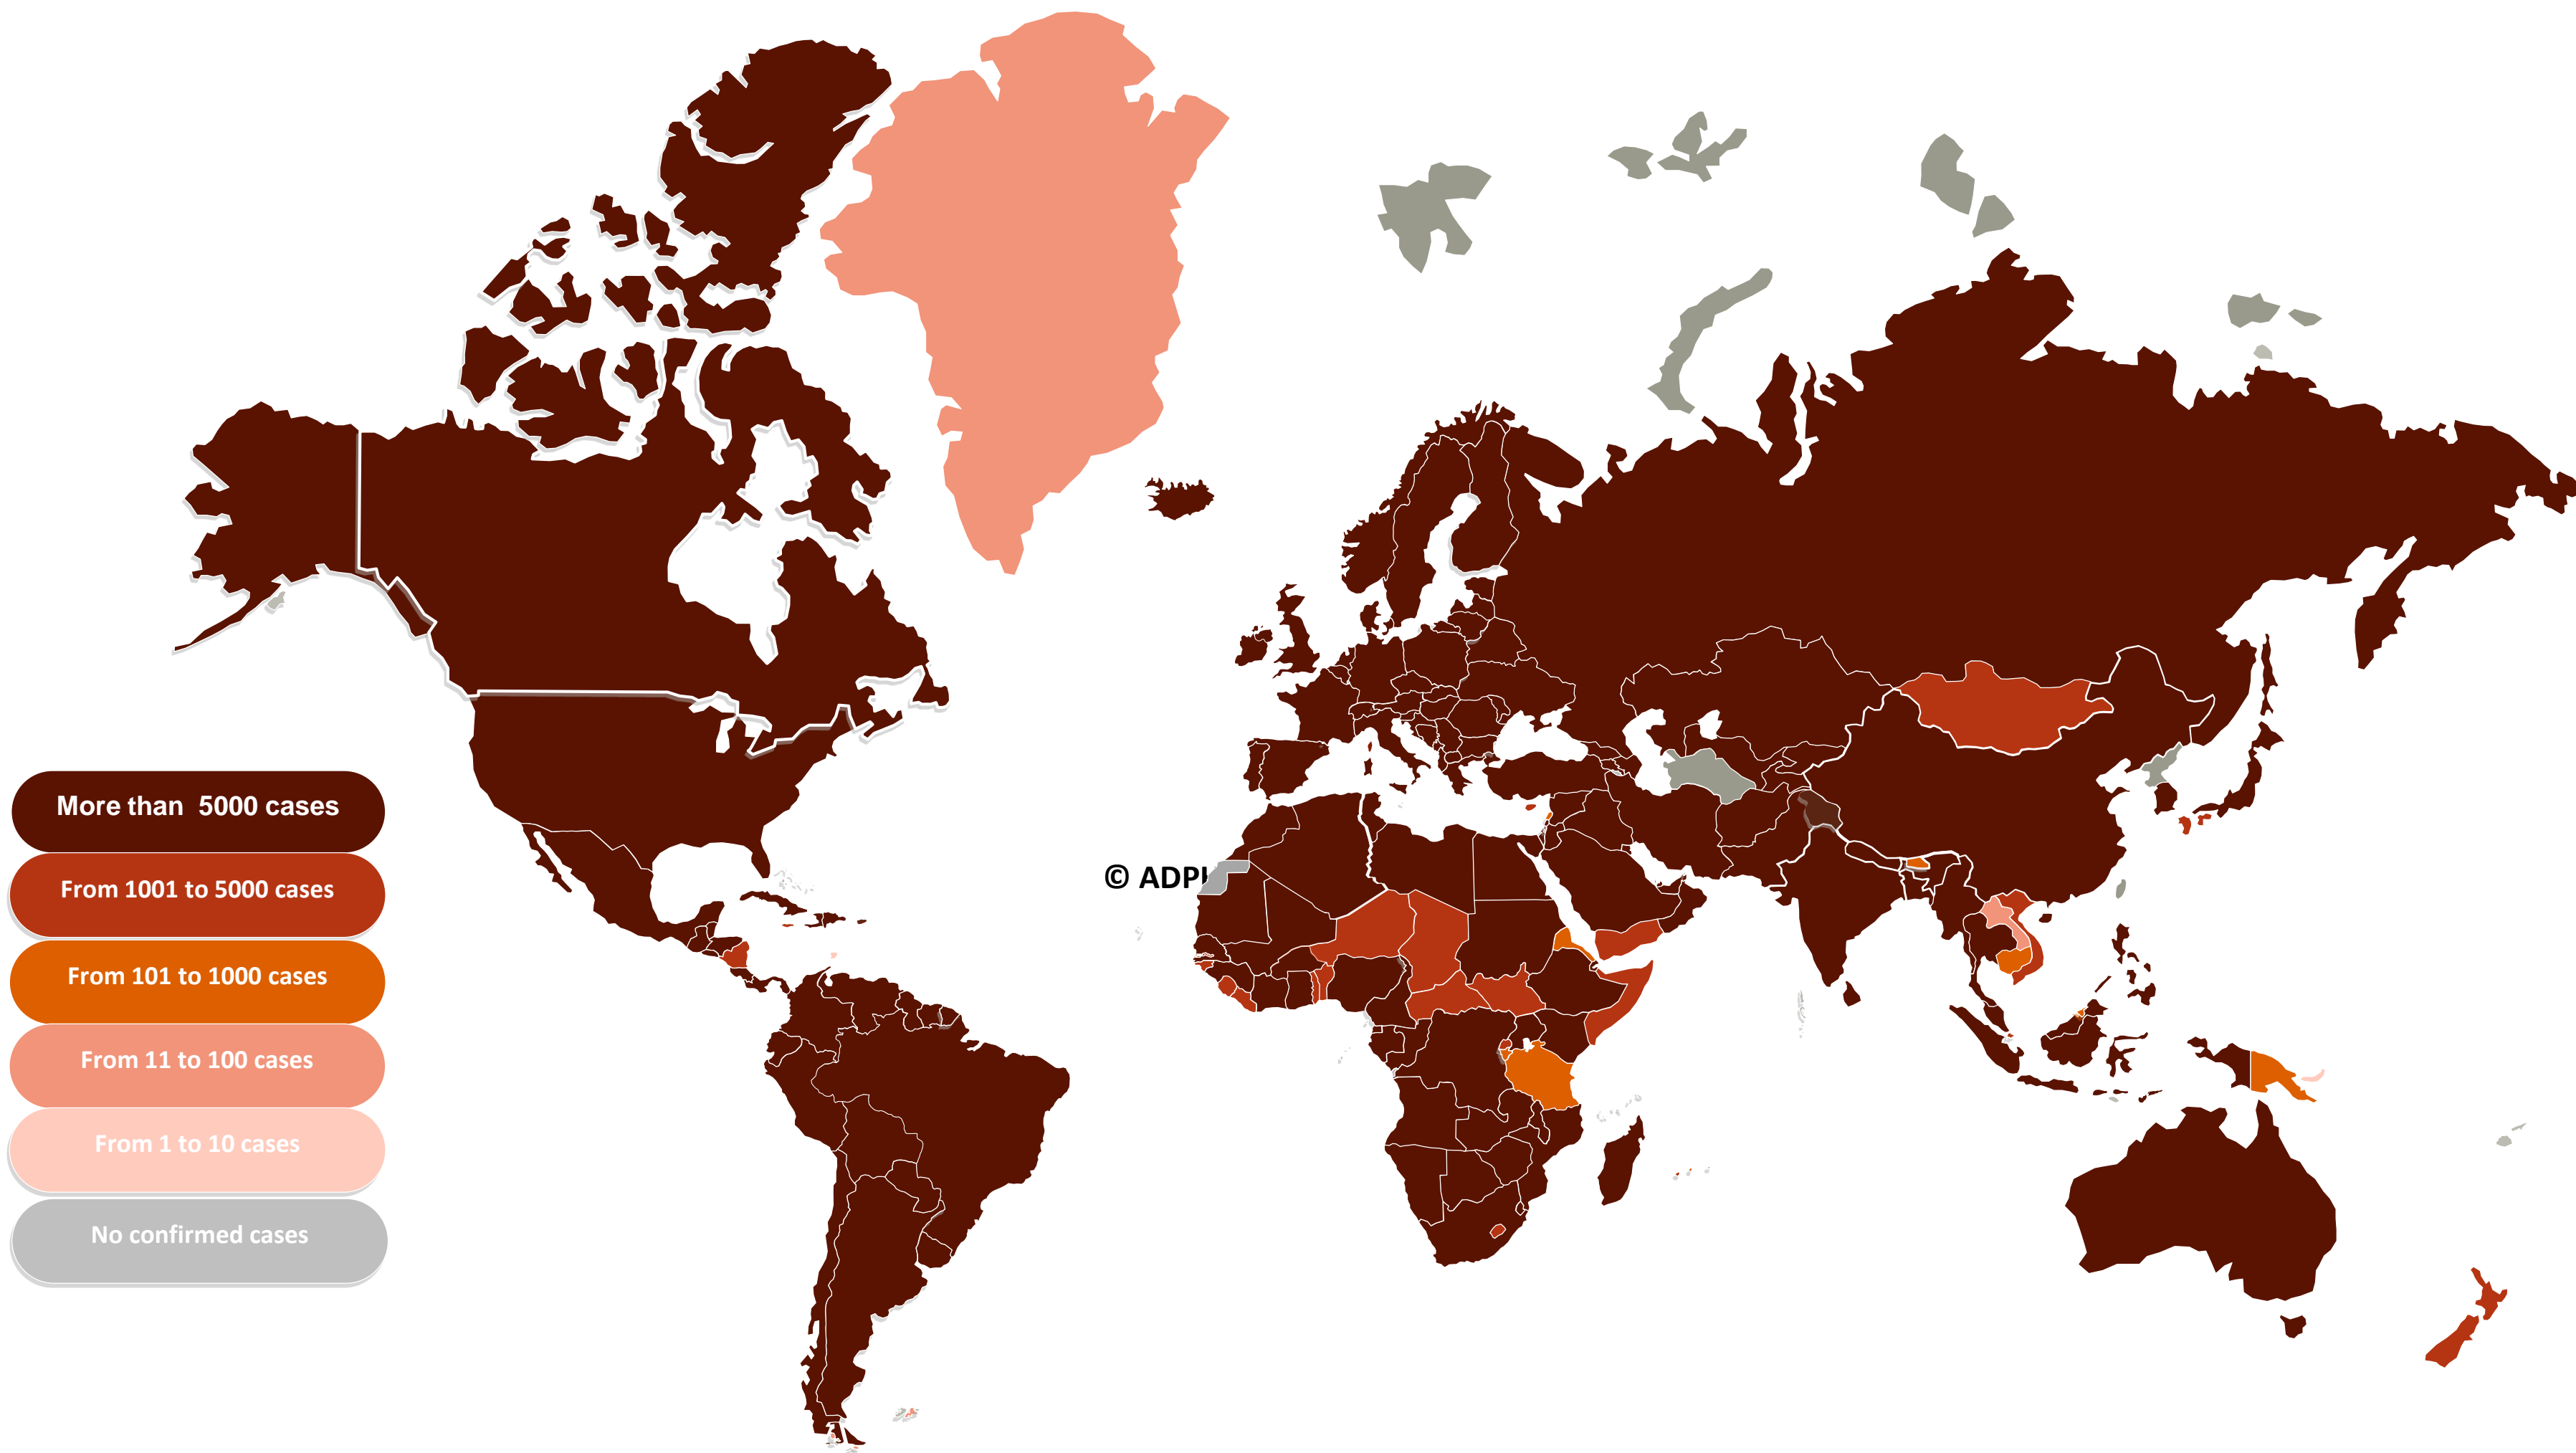 More than 5000 cases
From 1001 to 5000 cases
From 101 to 1000 cases
From 11 to 100 cases
From 1 to 10 cases
No confirmed cases
©